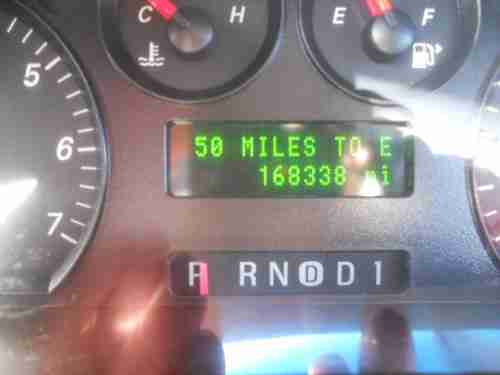 C H
E F
5
6
7
50 MILES TO E
168338 mi
P R N D D 1